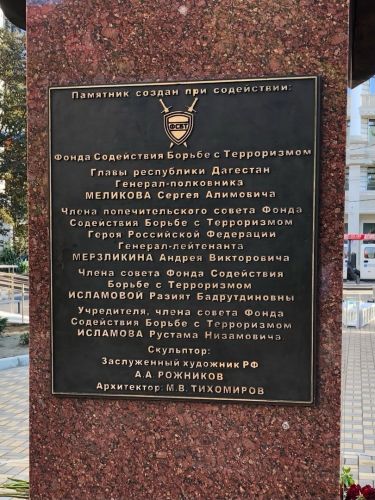 Памятник создан при содействии:
ФСБТ
Фонда Содействия Борьбе с Терроризмом
Главы республики Дагестан
Генерал-полковника
МЕЛИКОВА Сергея Алимовича
Члена попечительского совета Фонда
Содействия Борьбе с Терроризмом
Героя Российской Федерации
Генерал-лейтенанта
МЕРЗЛИКИНА Андрея Викторовича
Члена совета Фонда Содействия
Борьбе с Терроризмом
ИСЛАМОВОЙ Разият Бадрутдиновны
Учредителя, члена совета Фонда
Содействия Борьбе с Терроризмом
ИСЛАМОВА Рустама Низамовича
Скульптор:
Заслуженный художник РФ
А.А РОЖНИКОВ
Архитектор: М.В. ТИХОМИРОВ